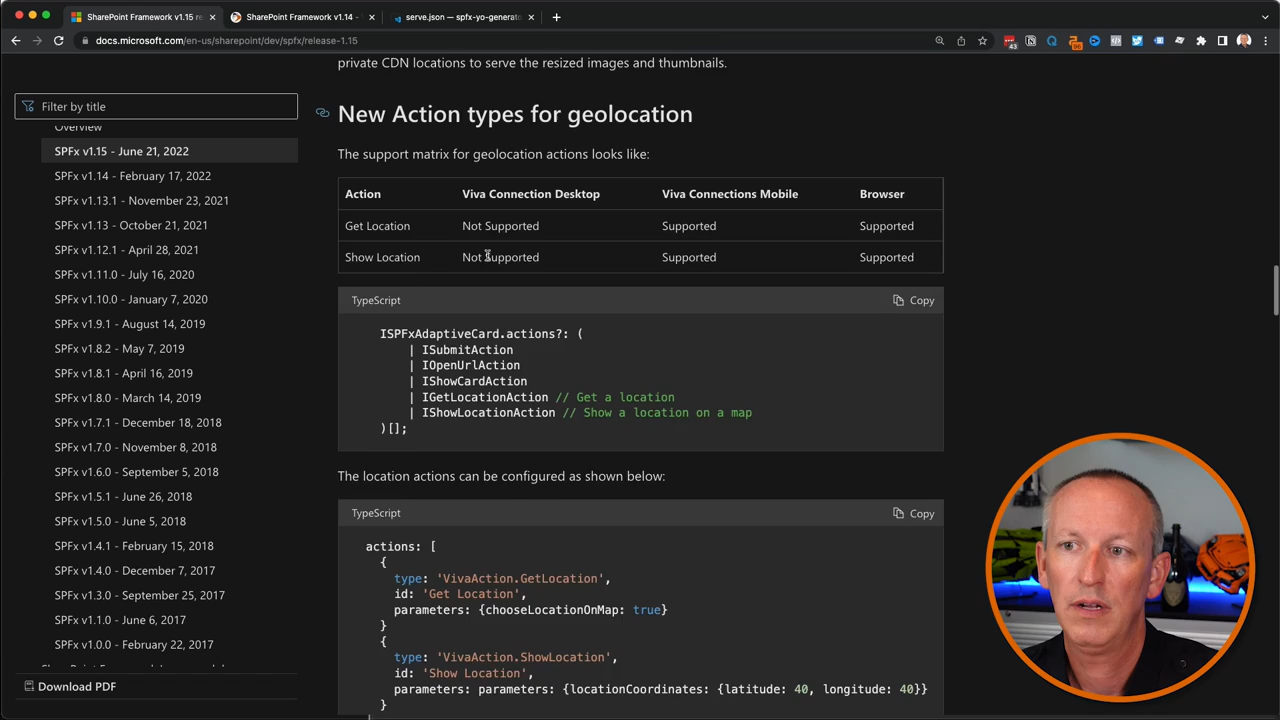 SharePoint Framework v1.15 re
SharePoint Framework v1.14 -
serve.json — spfx-yo-generato
docs.microsoft.com/en-us/sharepoint/dev/spfx/release-1.15
43
Filter by title
Overview
SPFx v1.15 - June 21, 2022
SPFx v1.14 - February 17, 2022
SPFx v1.13.1 - November 23, 2021
SPFx v1.13 - October 21, 2021
SPFx v1.12.1 - April 28, 2021
SPFx v1.11.0 - July 16, 2020
SPFx v1.10.0 - January 7, 2020
SPFx v1.9.1 - August 14, 2019
SPFx v1.8.2 - May 7, 2019
SPFx v1.8.1 - April 16, 2019
SPFx v1.8.0 - March 14, 2019
SPFx v1.7.1 - December 18, 2018
SPFx v1.7.0 - November 8, 2018
SPFx v1.6.0 - September 5, 2018
SPFx v1.5.1 - June 26, 2018
SPFx v1.5.0 - June 5, 2018
SPFx v1.4.1 - February 15, 2018
SPFx v1.4.0 - December 7, 2017
SPFx v1.3.0 - September 25, 2017
SPFx v1.1.0 - June 6, 2017
SPFx v1.0.0 - February 22, 2017
Download PDF
private CDN locations to serve the resized images and thumbnails.
New Action types for geolocation
The support matrix for geolocation actions looks like:
Action Viva Connection Desktop Viva Connections Mobile Browser
Get Location Not Supported Supported Supported
Show Location Not Supported Supported Supported
TypeScript Copy
ISPFxAdaptiveCard.actions?: (
| ISubmitAction
| IOpenUrlAction
| IShowCardAction
| IGetLocationAction // Get a location
| IShowLocationAction // Show a location on a map
)[];
The location actions can be configured as shown below:
TypeScript Copy
actions: [
{
type: 'VivaAction.GetLocation',
id: 'Get Location',
parameters: {chooseLocationOnMap: true}
}
{
type: 'VivaAction.ShowLocation',
id: 'Show Location',
parameters: parameters: {locationCoordinates: {latitude: 40, longitude: 40}}
}